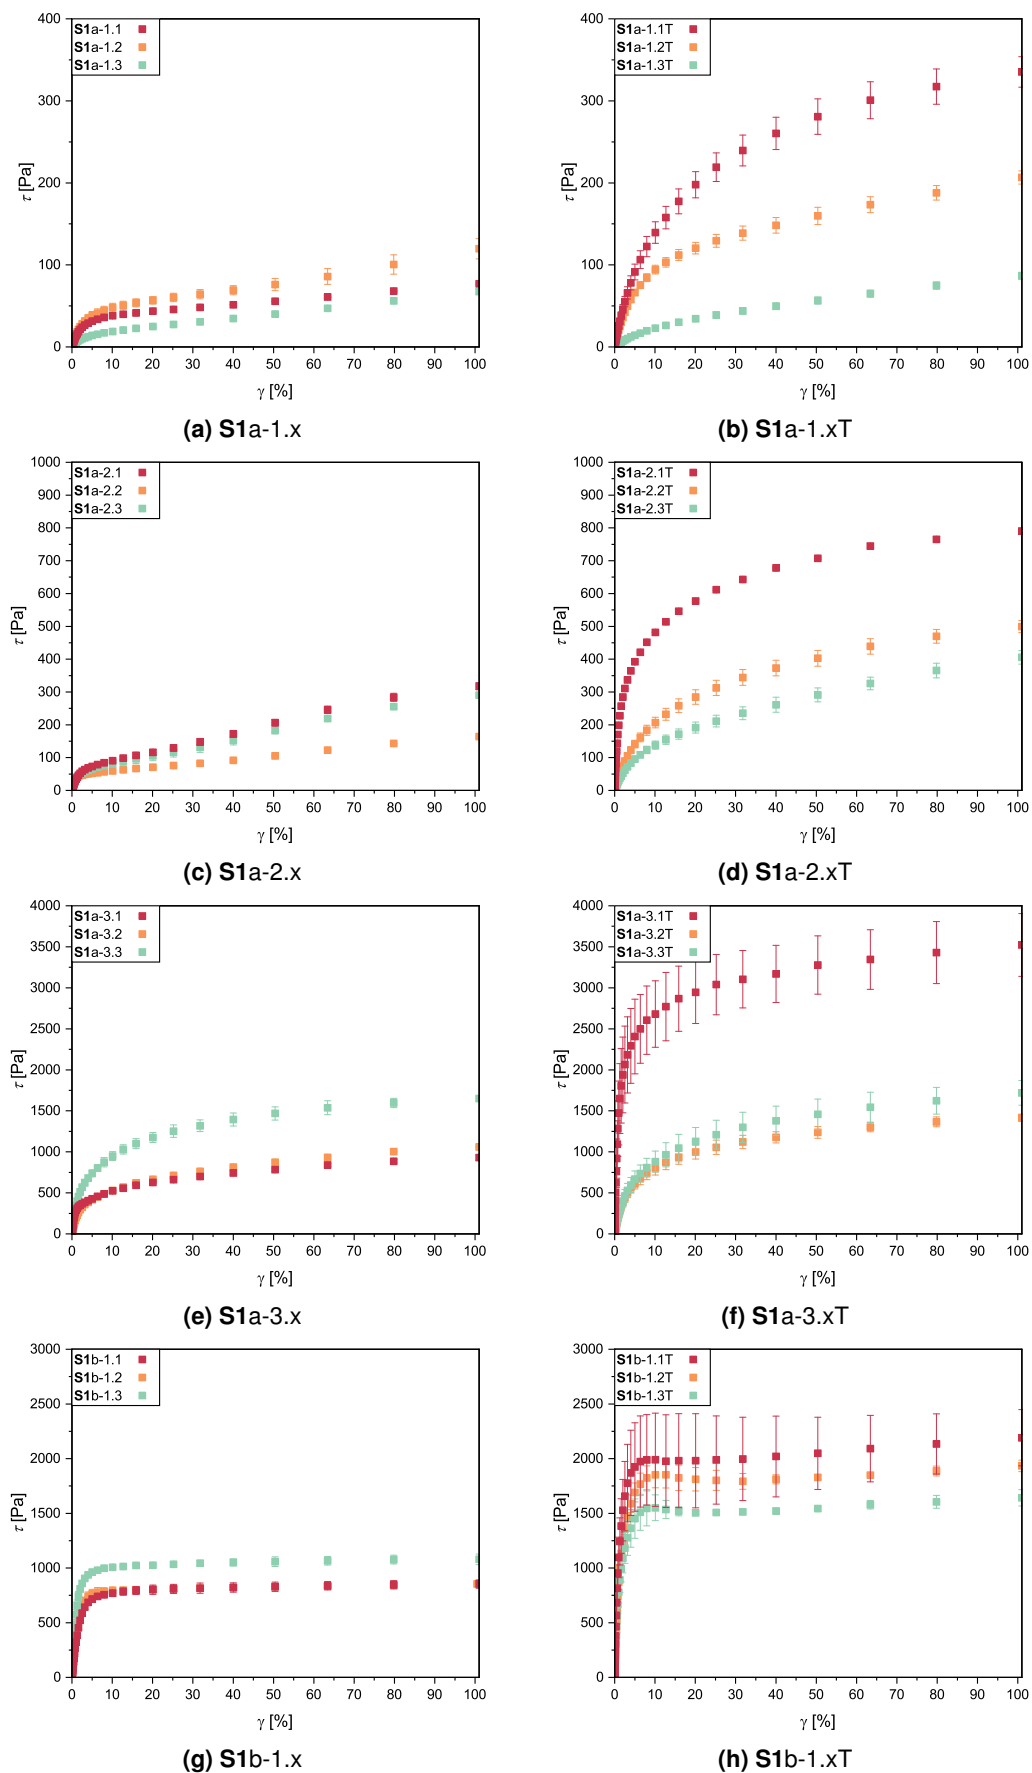 S1a-1.1
S1a-1.2
S1a-1.3
400
300
200
100
0
τ [Pa]
0 10 20 30 40 50 60 70 80 90 100
γ [%]
(a) S1a-1.x
S1a-1.1T
S1a-1.2T
S1a-1.3T
400
300
200
100
0
τ [Pa]
0 10 20 30 40 50 60 70 80 90 100
γ [%]
(b) S1a-1.xT
S1a-2.1
S1a-2.2
S1a-2.3
1000
900
800
700
600
500
400
300
200
100
0
τ [Pa]
0 10 20 30 40 50 60 70 80 90 100
γ [%]
(c) S1a-2.x
S1a-2.1T
S1a-2.2T
S1a-2.3T
1000
900
800
700
600
500
400
300
200
100
0
τ [Pa]
0 10 20 30 40 50 60 70 80 90 100
γ [%]
(d) S1a-2.xT
S1a-3.1
S1a-3.2
S1a-3.3
4000
3500
3000
2500
2000
1500
1000
500
0
τ [Pa]
0 10 20 30 40 50 60 70 80 90 100
γ [%]
(e) S1a-3.x
S1a-3.1T
S1a-3.2T
S1a-3.3T
4000
3500
3000
2500
2000
1500
1000
500
0
τ [Pa]
0 10 20 30 40 50 60 70 80 90 100
γ [%]
(f) S1a-3.xT
S1b-1.1
S1b-1.2
S1b-1.3
3000
2500
2000
1500
1000
500
0
τ [Pa]
0 10 20 30 40 50 60 70 80 90 100
γ [%]
(g) S1b-1.x
S1b-1.1T
S1b-1.2T
S1b-1.3T
3000
2500
2000
1500
1000
500
0
τ [Pa]
0 10 20 30 40 50 60 70 80 90 100
γ [%]
(h) S1b-1.xT